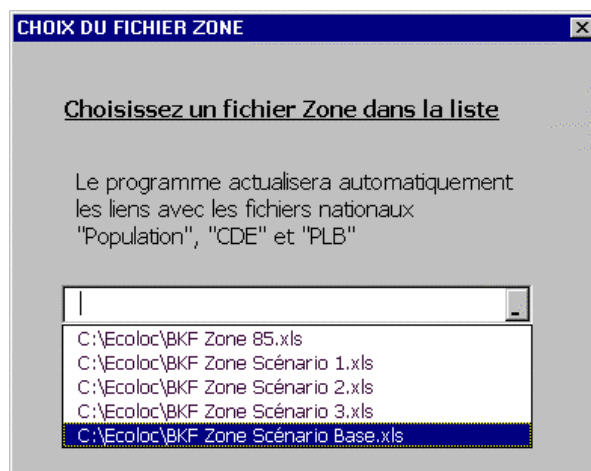 CHOIX DU FICHIER ZONE
Choisissez un fichier Zone dans la liste
Le programme actualisera automatiquement
les liens avec les fichiers nationaux
"Population", "CDE" et "PLB"
C:\Ecoloc\BKF Zone 85.xls
C:\Ecoloc\BKF Zone Scénario 1.xls
C:\Ecoloc\BKF Zone Scénario 2.xls
C:\Ecoloc\BKF Zone Scénario 3.xls
C:\Ecoloc\BKF Zone Scénario Base.xls